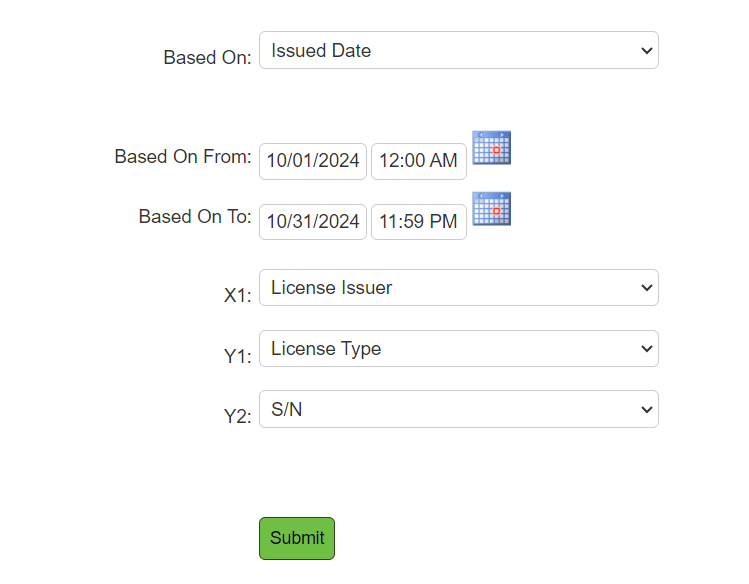 Based On: Issued Date
Based On From: 10/01/2024 12:00 AM
Based On To: 10/31/2024 11:59 PM
X1: License Issuer
Y1: License Type
Y2: S/N
Submit